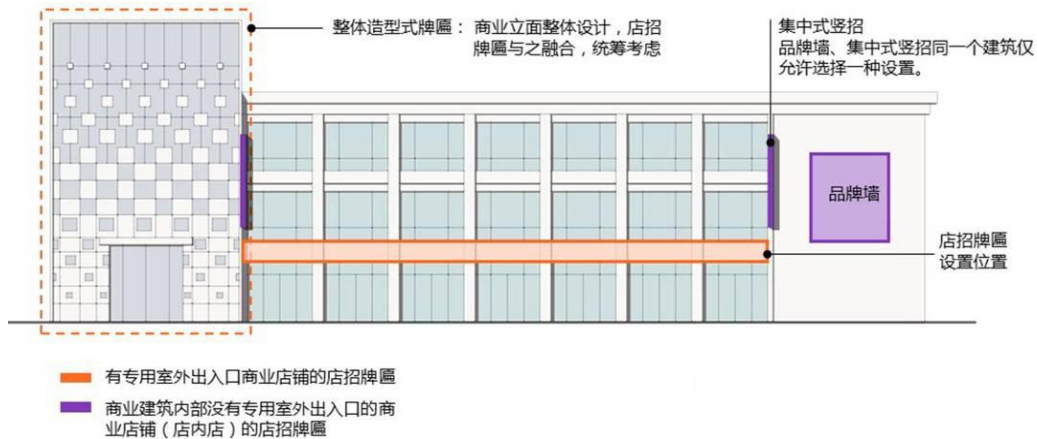 整体造型式牌匾：商业立面整体设计，店招
牌匾与之融合，统筹考虑
集中式竖招
品牌墙、集中式竖招同一个建筑仅
允许选择一种设置。
品牌墙
店招牌匾
设置位置
有专用室外出入口商业店铺的店招牌匾
商业建筑内部没有专用室外出入口的商
业店铺（店内店）的店招牌匾